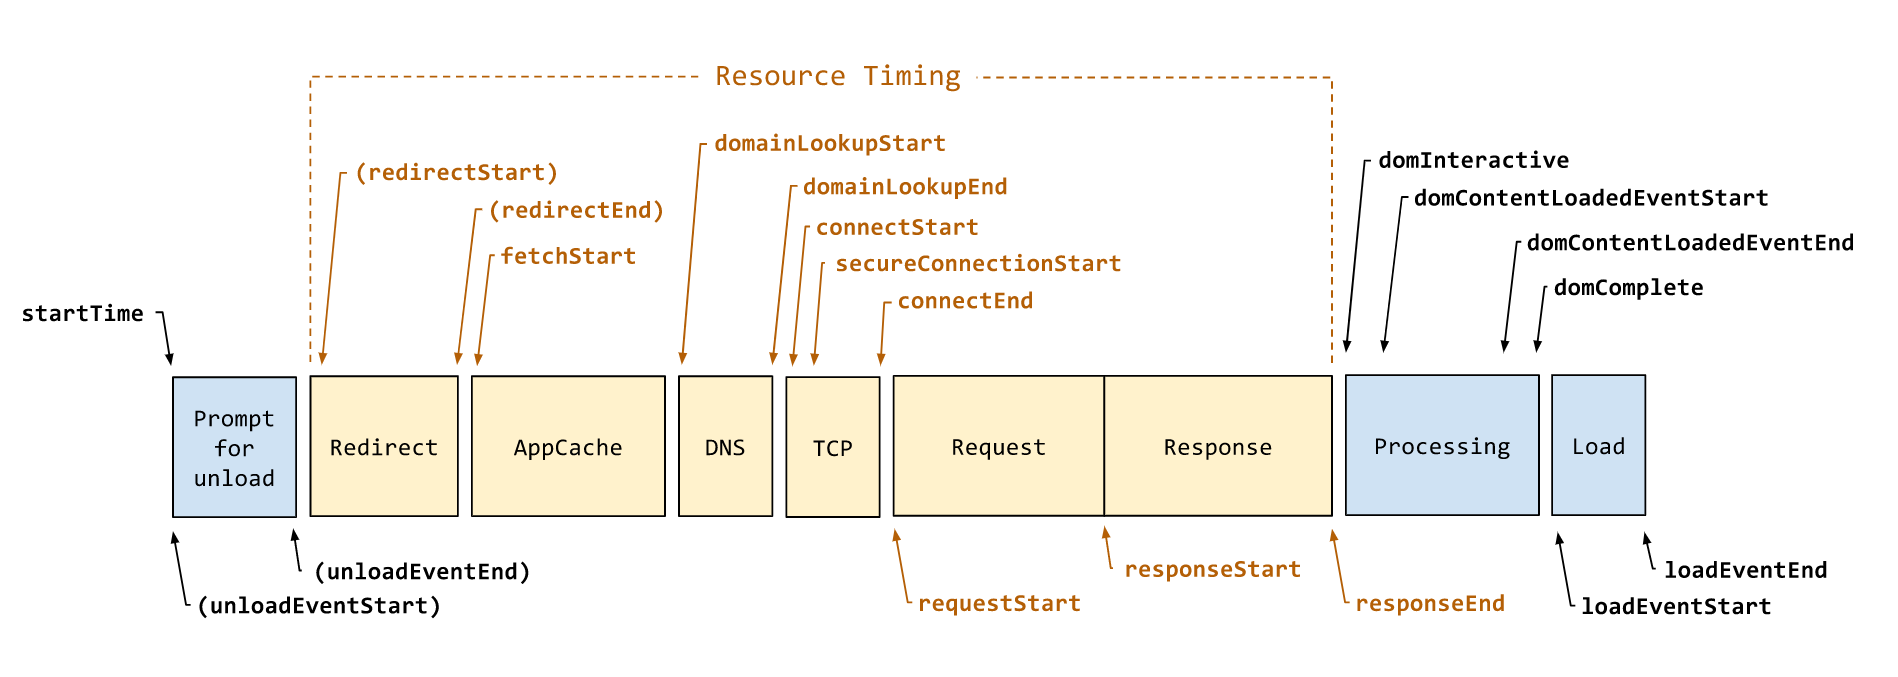 Resource Timing
domainLookupStart
domInteractive
(redirectStart)
domainLookupEnd
domContentLoadedEventStart
(redirectEnd)
connectStart
domContentLoadedEventEnd
fetchStart
secureConnectionStart
domComplete
connectEnd
startTime
Prompt
for
unload
Redirect
AppCache
DNS
TCP
Request
Response
Processing
Load
(unloadEventEnd)
responseStart
loadEventEnd
(unloadEventStart)
requestStart
responseEnd
loadEventStart